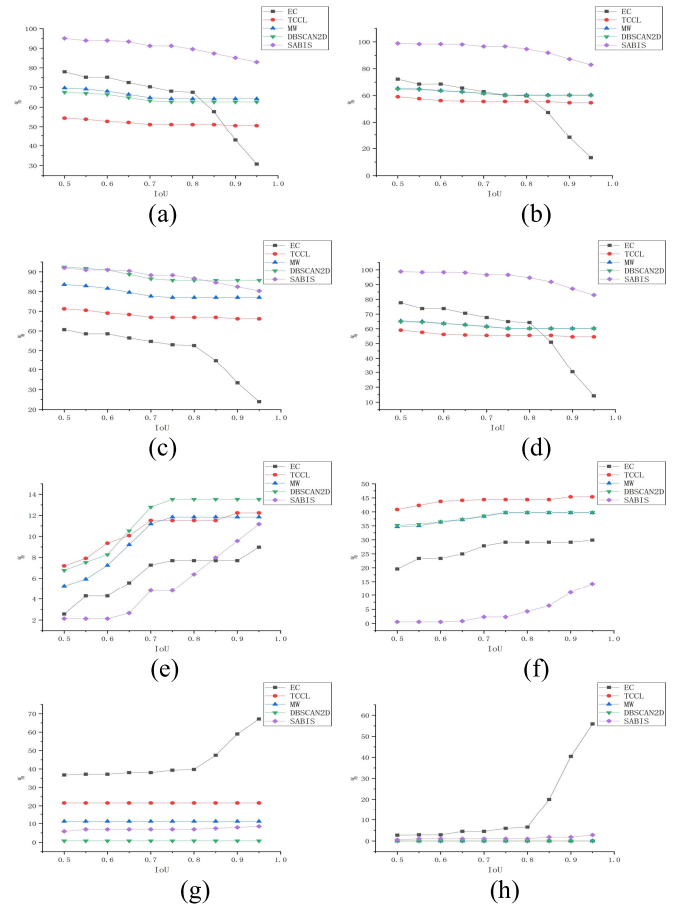 EC
TCCL
MW
DBSCAN2D
SABIS
100
90
80
70
60
50
40
30
%
0.5 0.6 0.7 0.8 0.9 1.0
IoU
(a)
EC
TCCL
MW
DBSCAN2D
SABIS
100
80
60
40
20
0
%
0.5 0.6 0.7 0.8 0.9 1.0
IoU
(b)
EC
TCCL
MW
DBSCAN2D
SABIS
90
80
70
60
50
40
30
20
%
0.5 0.6 0.7 0.8 0.9 1.0
IoU
(c)
EC
TCCL
MW
DBSCAN2D
SABIS
100
90
80
70
60
50
40
30
20
10
%
0.5 0.6 0.7 0.8 0.9 1.0
IoU
(d)
EC
TCCL
MW
DBSCAN2D
SABIS
14
12
10
8
6
4
2
%
0.5 0.6 0.7 0.8 0.9 1.0
IoU
(e)
EC
TCCL
MW
DBSCAN2D
SABIS
50
45
40
35
30
25
20
15
10
5
0
%
0.5 0.6 0.7 0.8 0.9 1.0
IoU
(f)
EC
TCCL
MW
DBSCAN2D
SABIS
70
60
50
40
30
20
10
0
%
0.5 0.6 0.7 0.8 0.9 1.0
IoU
(g)
EC
TCCL
MW
DBSCAN2D
SABIS
60
50
40
30
20
10
0
%
0.5 0.6 0.7 0.8 0.9 1.0
IoU
(h)